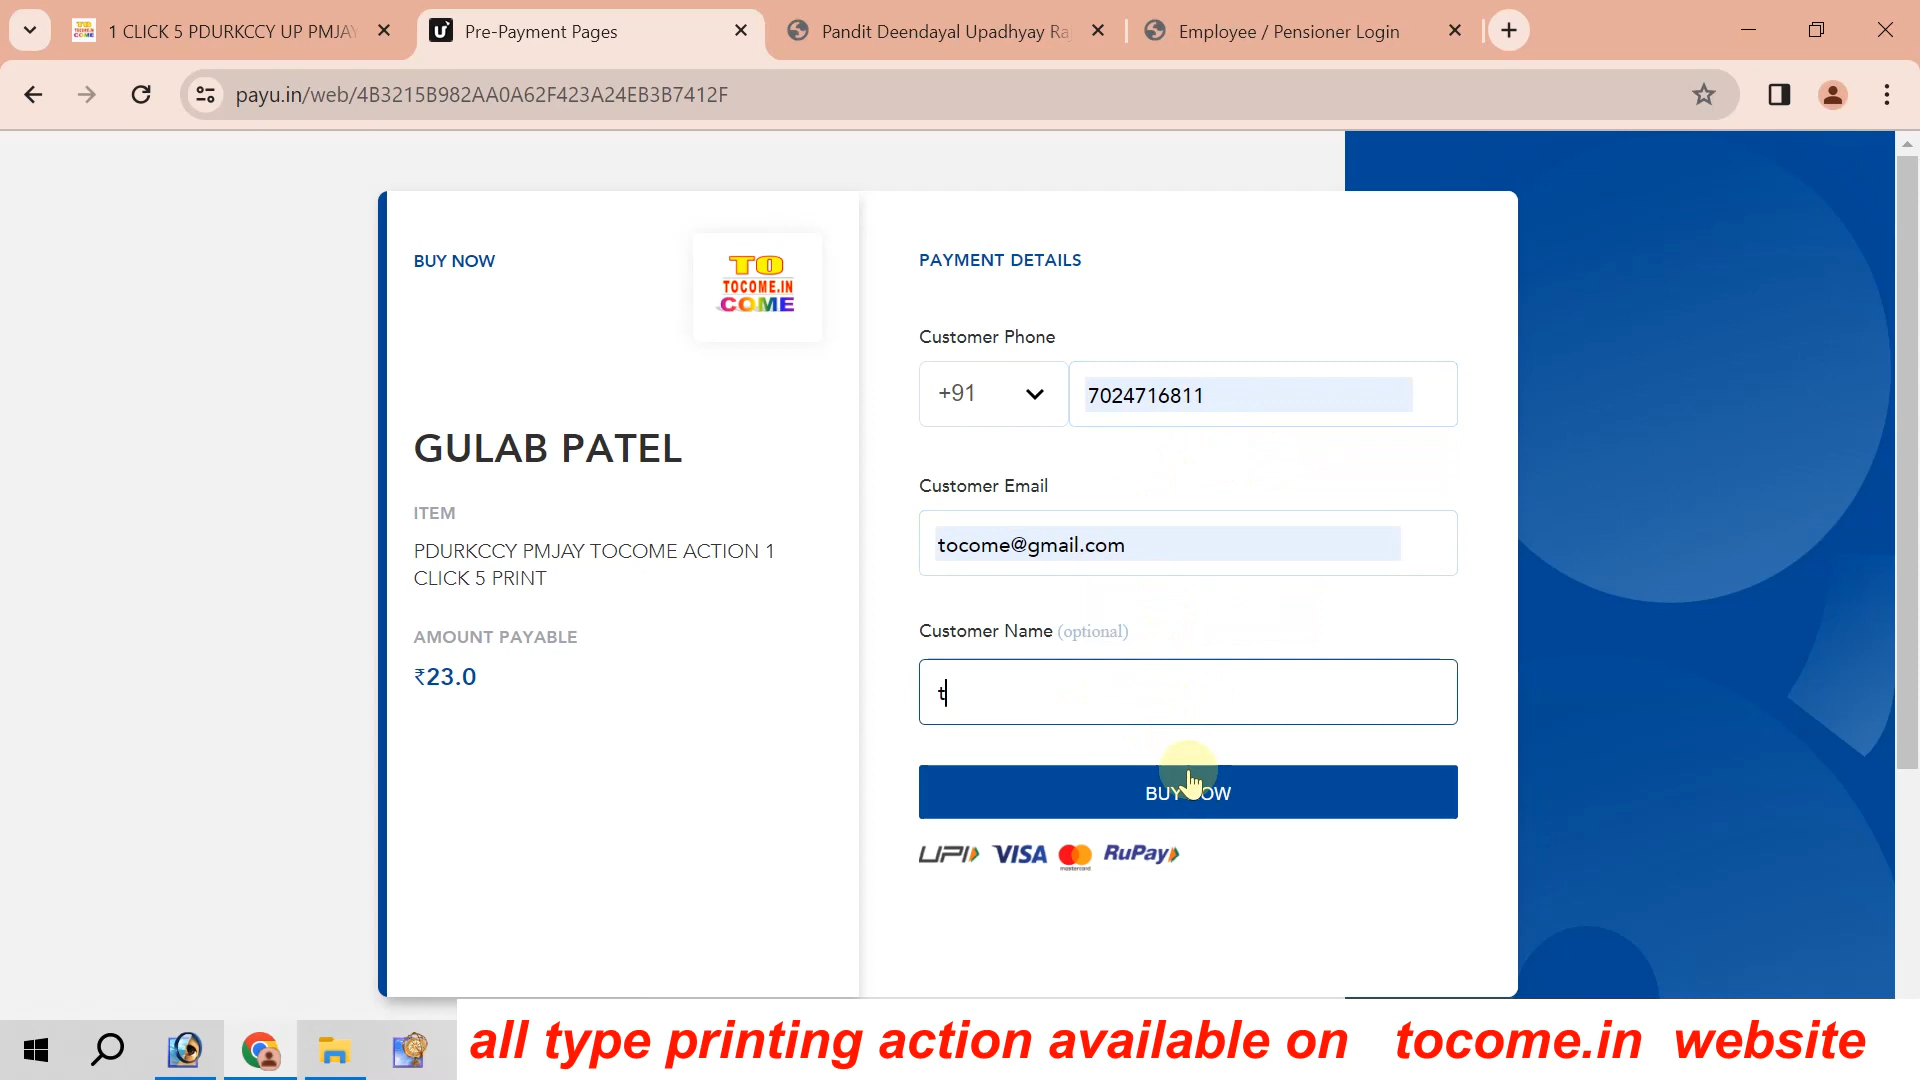 1 CLICK 5 PDURKCCY UP PMJAY
Pre-Payment Pages
Pandit Deendayal Upadhyay Ra
Employee / Pensioner Login
payu.in/web/4B3215B982AA0A62F423A24EB3B7412F
BUY NOW
TO
TOCOME.IN
COME
GULAB PATEL
ITEM
PDURKCCY PMJAY TOCOME ACTION 1
CLICK 5 PRINT
AMOUNT PAYABLE
₹23.0
PAYMENT DETAILS
Customer Phone
+91 7024716811
Customer Email
tocome@gmail.com
Customer Name (optional)
t
BUY NOW
UPI VISA mastercard RuPay
all type printing action available on tocome.in website